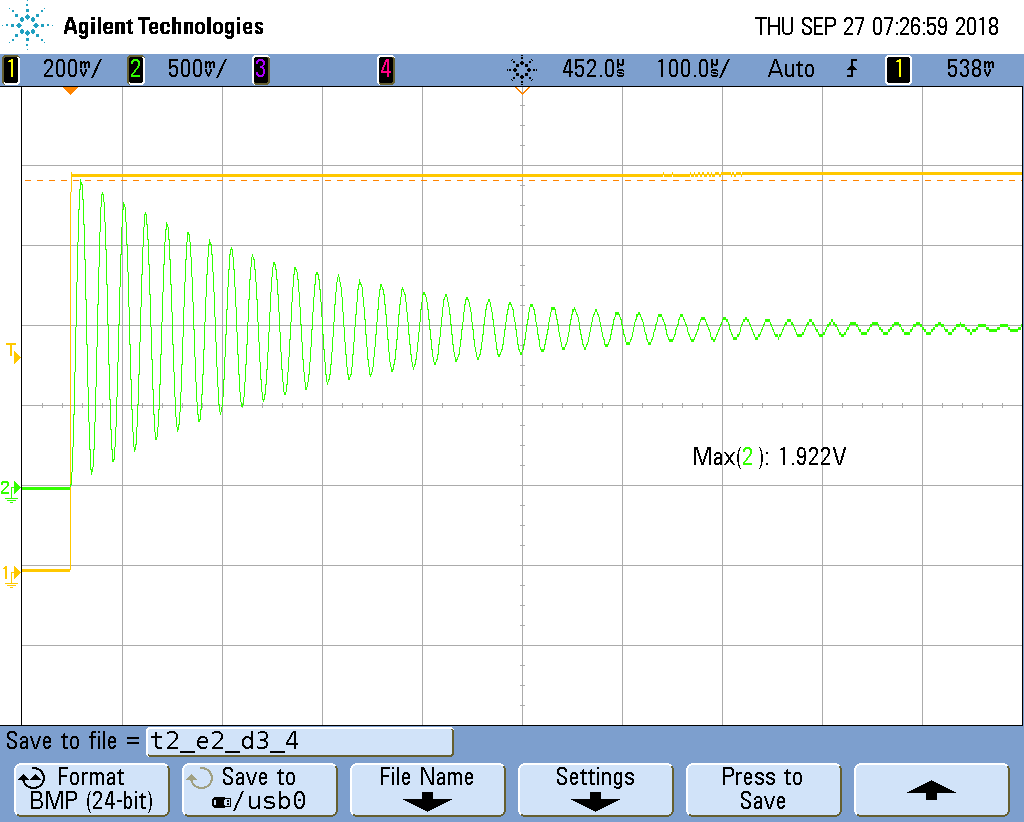 Agilent Technologies THU SEP 27 07:26:59 2018
1 200mV/ 2 500mV/ 3 4 452.0µs 100.0µs/ Auto 1 538mV
T
Max(2): 1.922V
2
1
Save to file = t2_e2_d3_4
Format Save to File Name Settings Press to
BMP (24-bit) /usb0 Save